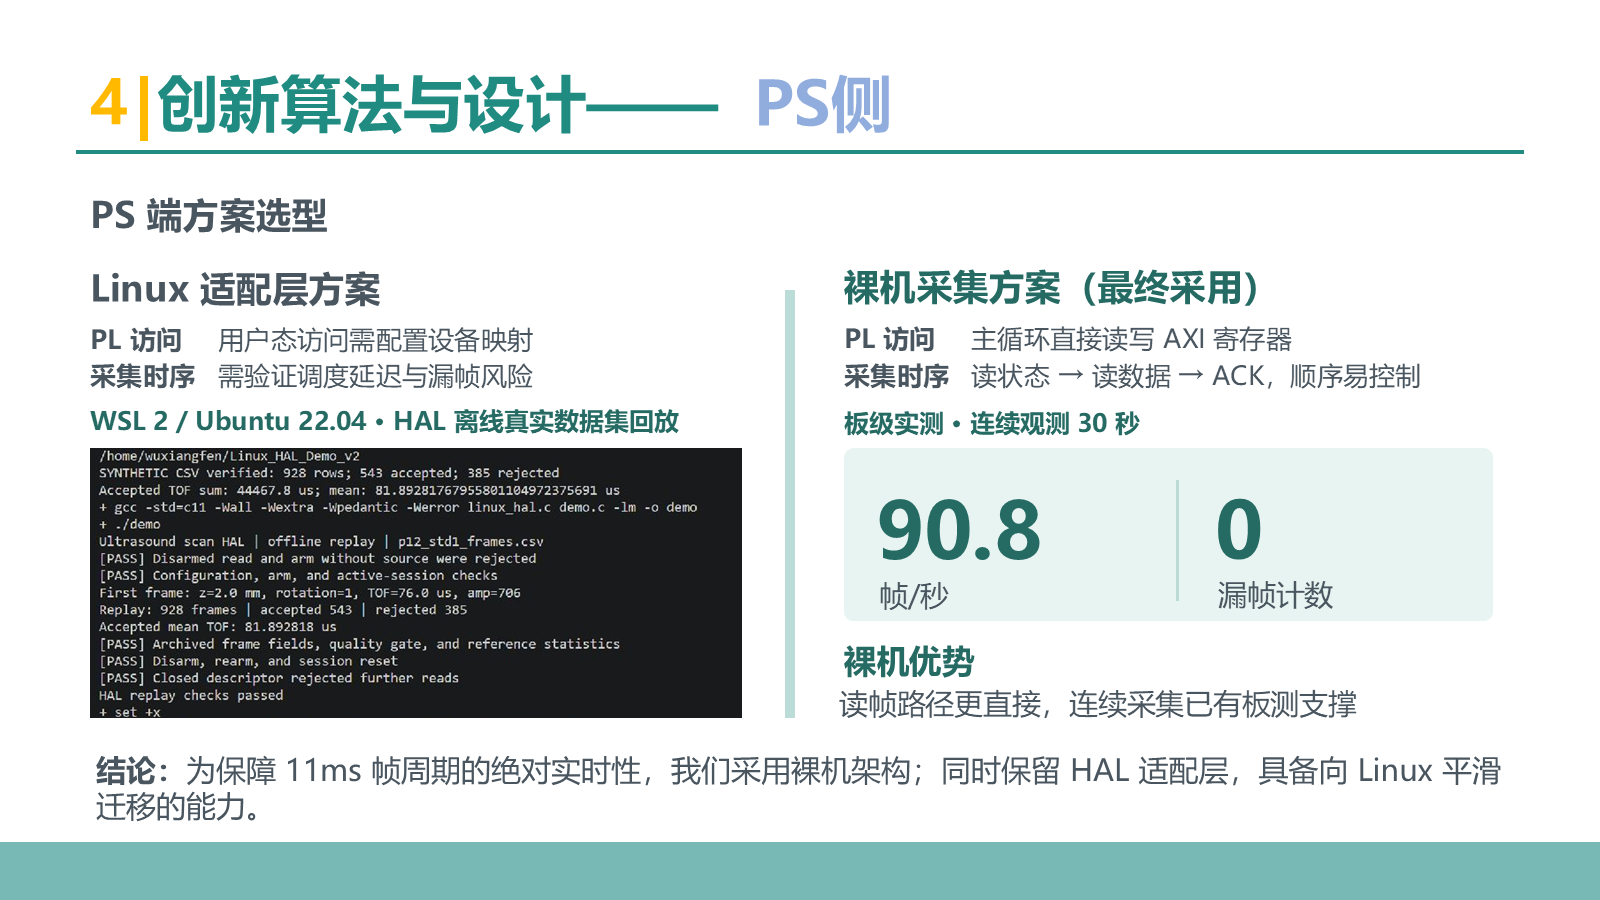 4 创新算法与设计—— PS侧
PS 端方案选型
Linux 适配层方案
PL 访问 用户态访问需配置设备映射
采集时序 需验证调度延迟与漏帧风险
WSL 2 / Ubuntu 22.04 • HAL 离线真实数据集回放
/home/wuxiangfen/Linux_HAL_Demo_v2
SYNTHETIC CSV verified: 928 rows; 543 accepted; 385 rejected
Accepted TOF sum: 44467.8 us; mean: 81.89281767955801104972375691 us
+ gcc -std=c11 -Wall -Wextra -Wpedantic -Werror linux_hal.c demo.c -lm -o demo
+ ./demo
Ultrasound scan HAL | offline replay | p12_std1_frames.csv
[PASS] Disarmed read and arm without source were rejected
[PASS] Configuration, arm, and active-session checks
First frame: z=2.0 mm, rotation=1, TOF=76.0 us, amp=706
Replay: 928 frames | accepted 543 | rejected 385
Accepted mean TOF: 81.892818 us
[PASS] Archived frame fields, quality gate, and reference statistics
[PASS] Disarm, rearm, and session reset
[PASS] Closed descriptor rejected further reads
HAL replay checks passed
+ set +x
裸机采集方案（最终采用）
PL 访问 主循环直接读写 AXI 寄存器
采集时序 读状态 → 读数据 → ACK，顺序易控制
板级实测 • 连续观测 30 秒
90.8
帧/秒
0
漏帧计数
裸机优势
读帧路径更直接，连续采集已有板测支撑
结论：为保障 11ms 帧周期的绝对实时性，我们采用裸机架构；同时保留 HAL 适配层，具备向 Linux 平滑
迁移的能力。